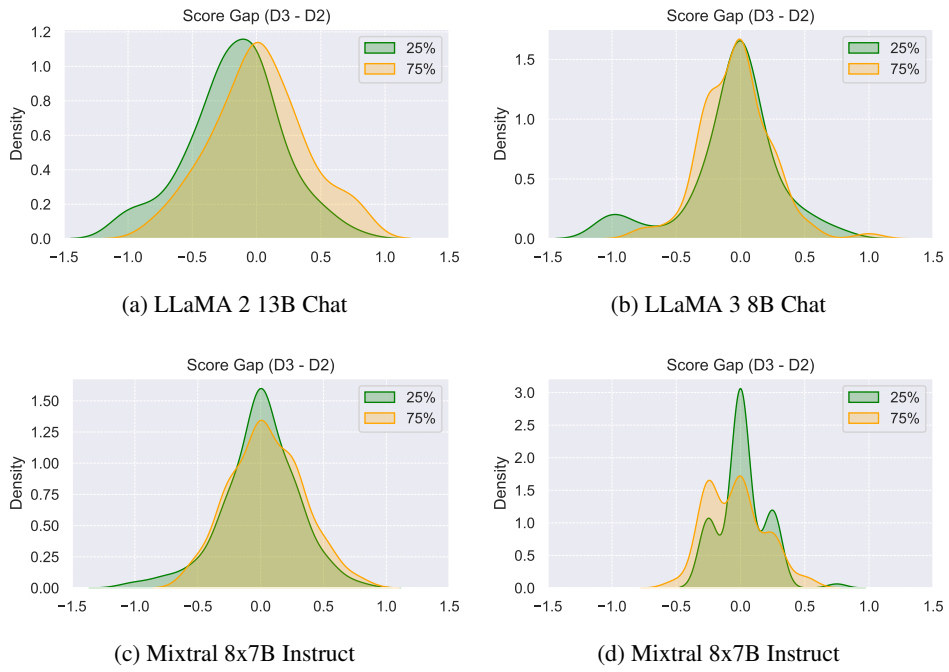 Score Gap (D3 - D2)
1.2
1.0
0.8
0.6
0.4
0.2
0.0
Density
25%
75%
−1.5 −1.0 −0.5 0.0 0.5 1.0 1.5
(a) LLaMA 2 13B Chat
Score Gap (D3 - D2)
1.5
1.0
0.5
0.0
Density
25%
75%
−1.5 −1.0 −0.5 0.0 0.5 1.0 1.5
(b) LLaMA 3 8B Chat
Score Gap (D3 - D2)
1.50
1.25
1.00
0.75
0.50
0.25
0.00
Density
25%
75%
−1.5 −1.0 −0.5 0.0 0.5 1.0 1.5
(c) Mixtral 8x7B Instruct
Score Gap (D3 - D2)
3.0
2.5
2.0
1.5
1.0
0.5
0.0
Density
25%
75%
−1.5 −1.0 −0.5 0.0 0.5 1.0 1.5
(d) Mixtral 8x7B Instruct